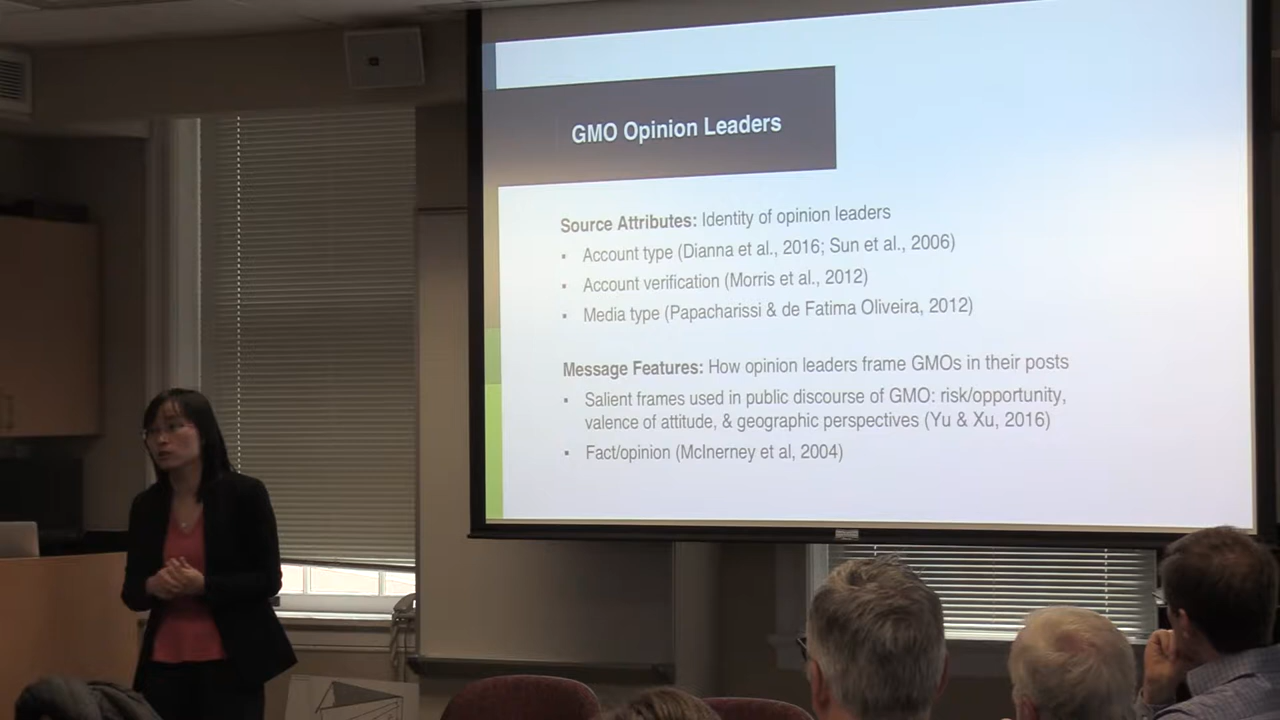 GMO Opinion Leaders
Source Attributes: Identity of opinion leaders
▪ Account type (Dianna et al., 2016; Sun et al., 2006)
▪ Account verification (Morris et al., 2012)
▪ Media type (Papacharissi & de Fatima Oliveira, 2012)
Message Features: How opinion leaders frame GMOs in their posts
▪ Salient frames used in public discourse of GMO: risk/opportunity,
valence of attitude, & geographic perspectives (Yu & Xu, 2016)
▪ Fact/opinion (McInerney et al, 2004)